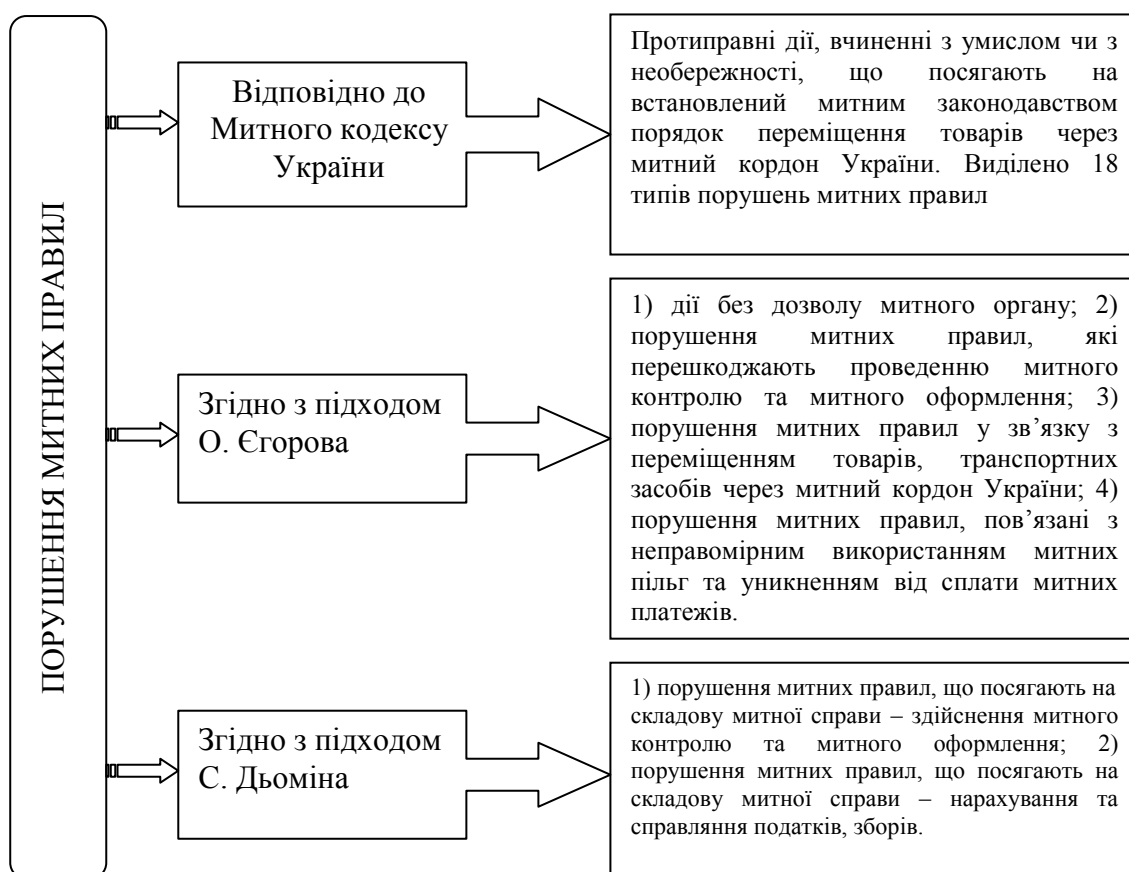 ПОРУШЕННЯ МИТНИХ ПРАВИЛ
Відповідно до
Митного кодексу
України
Протиправні дії, вчиненні з умислом чи з
необережності, що посягають на
встановлений митним законодавством
порядок переміщення товарів через
митний кордон України. Виділено 18
типів порушень митних правил
Згідно з підходом
О. Єгорова
1) дії без дозволу митного органу; 2)
порушення митних правил, які
перешкоджають проведенню митного
контролю та митного оформлення; 3)
порушення митних правил у зв’язку з
переміщенням товарів, транспортних
засобів через митний кордон України; 4)
порушення митних правил, пов’язані з
неправомірним використанням митних
пільг та уникненням від сплати митних
платежів.
Згідно з підходом
С. Дьоміна
1) порушення митних правил, що посягають на
складову митної справи – здійснення митного
контролю та митного оформлення; 2)
порушення митних правил, що посягають на
складову митної справи – нарахування та
справляння податків, зборів.